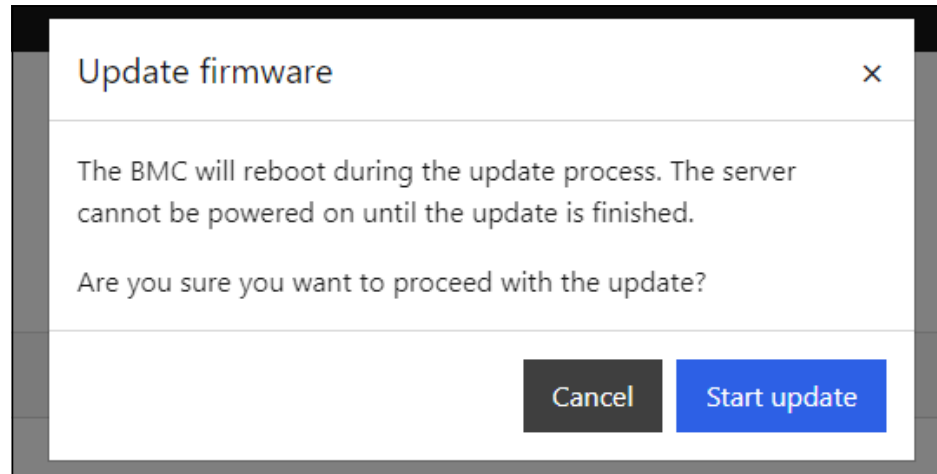 Update firmware
×
The BMC will reboot during the update process. The server
cannot be powered on until the update is finished.
Are you sure you want to proceed with the update?
Cancel
Start update